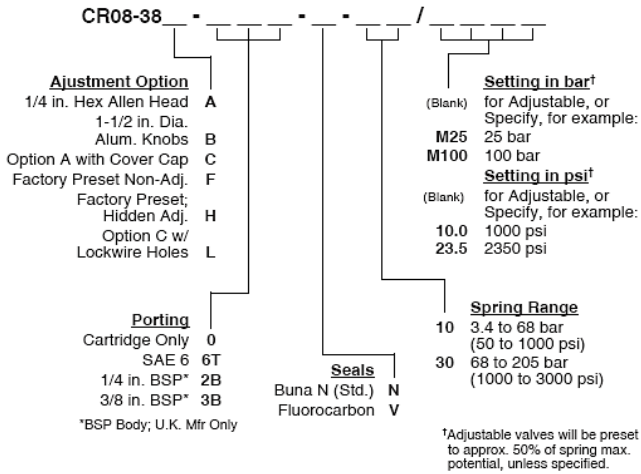 CR08-38__ - __ __ __ - __ - __ __ / __ __ __ __
Ajustment Option
1/4 in. Hex Allen Head A
1-1/2 in. Dia.
Alum. Knobs B
Option A with Cover Cap C
Factory Preset Non-Adj. F
Factory Preset;
Hidden Adj. H
Option C w/
Lockwire Holes L
Porting
Cartridge Only 0
SAE 6 6T
1/4 in. BSP* 2B
3/8 in. BSP* 3B
*BSP Body; U.K. Mfr Only
Seals
Buna N (Std.) N
Fluorocarbon V
Setting in bar†
(Blank) for Adjustable, or
Specify, for example:
M25 25 bar
M100 100 bar
Setting in psi†
(Blank) for Adjustable, or
Specify, for example:
10.0 1000 psi
23.5 2350 psi
Spring Range
10 3.4 to 68 bar
(50 to 1000 psi)
30 68 to 205 bar
(1000 to 3000 psi)
†Adjustable valves will be preset
to approx. 50% of spring max.
potential, unless specified.